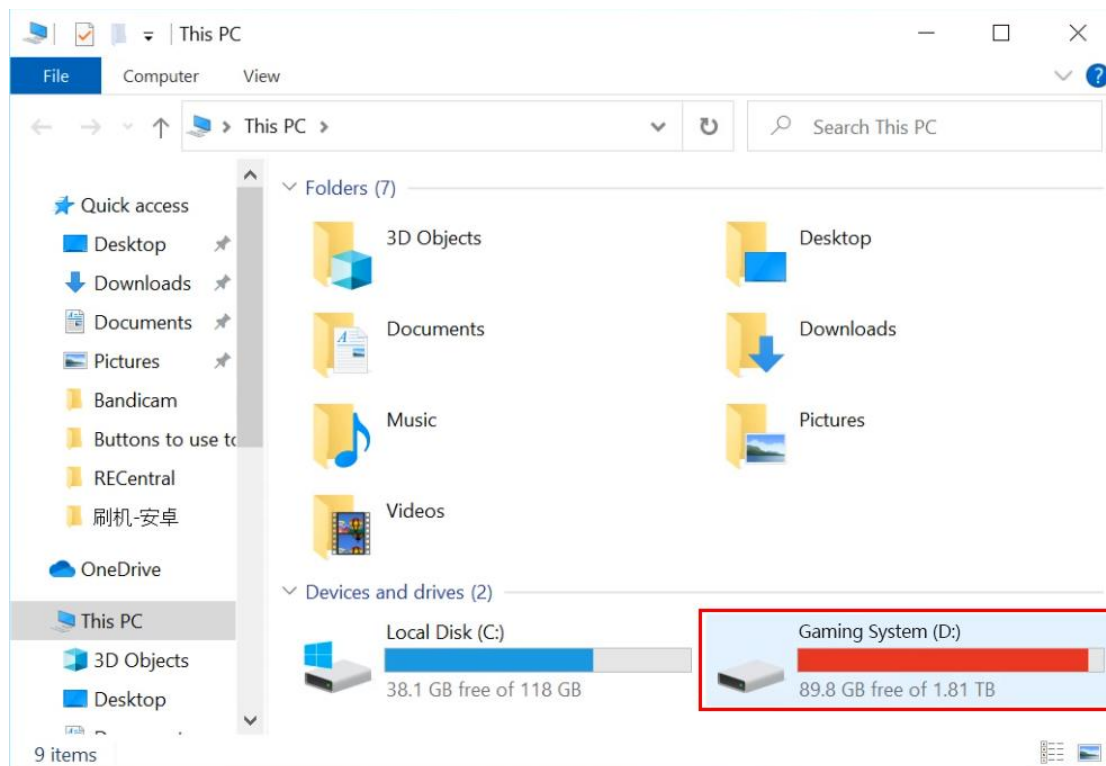 This PC
File Computer View
This PC
Search This PC
Quick access
Desktop
Downloads
Documents
Pictures
Bandicam
Buttons to use to
RECentral
刷机-安卓
OneDrive
This PC
3D Objects
Desktop
Folders (7)
3D Objects
Desktop
Documents
Downloads
Music
Pictures
Videos
Devices and drives (2)
Local Disk (C:)
38.1 GB free of 118 GB
Gaming System (D:)
89.8 GB free of 1.81 TB
9 items